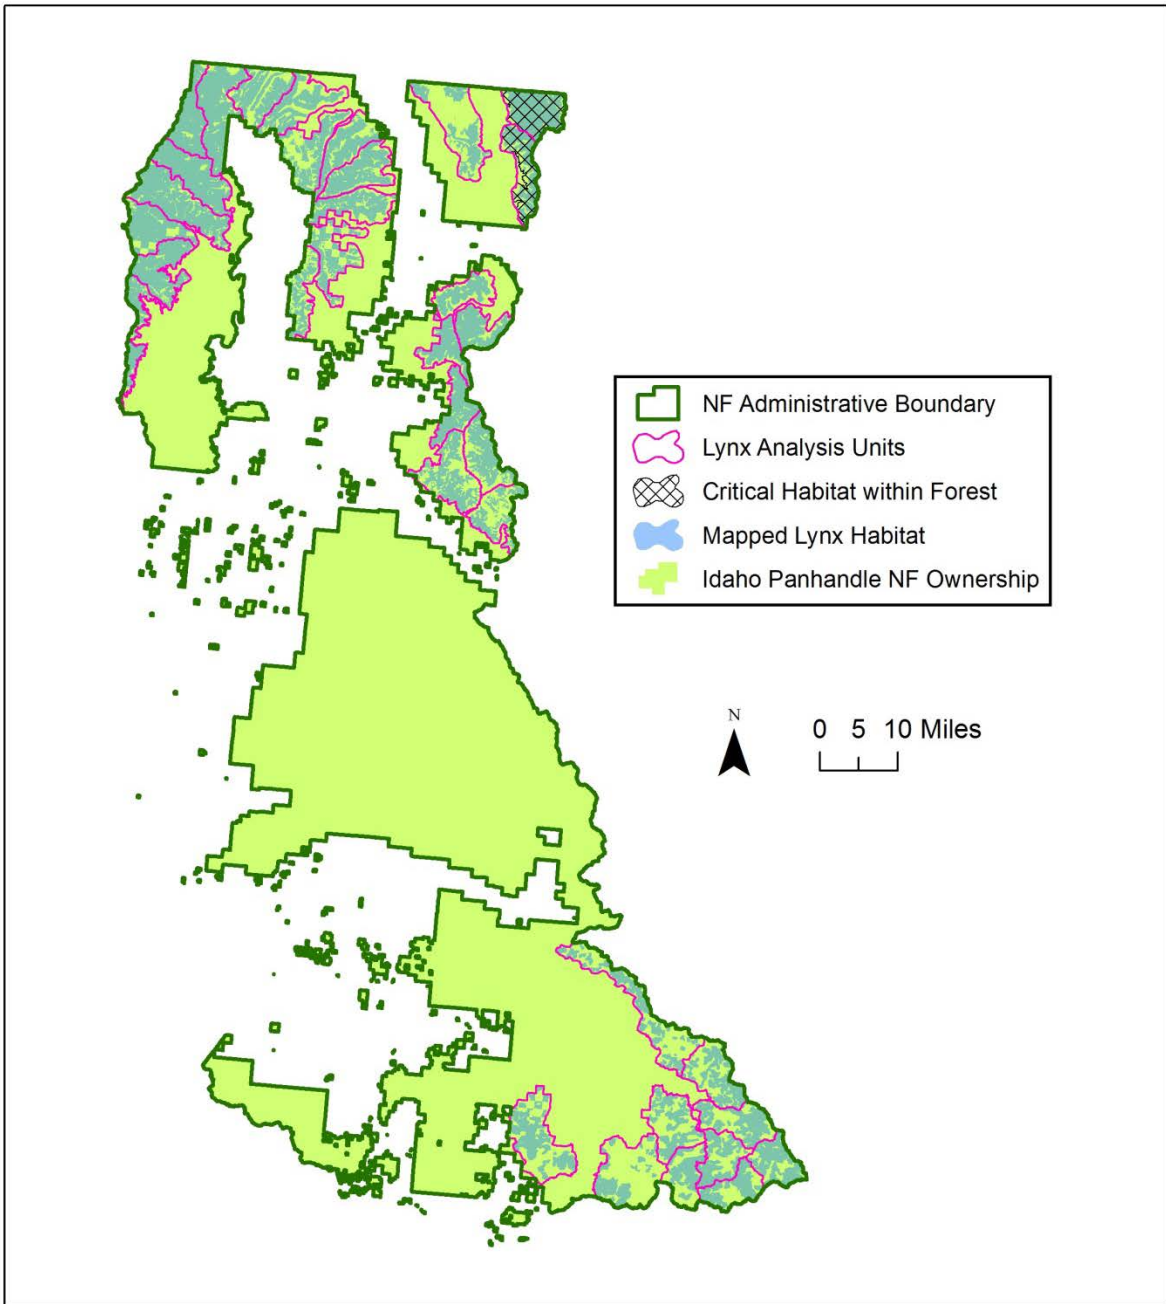 NF Administrative Boundary
Lynx Analysis Units
Critical Habitat within Forest
Mapped Lynx Habitat
Idaho Panhandle NF Ownership
N
0 5 10 Miles